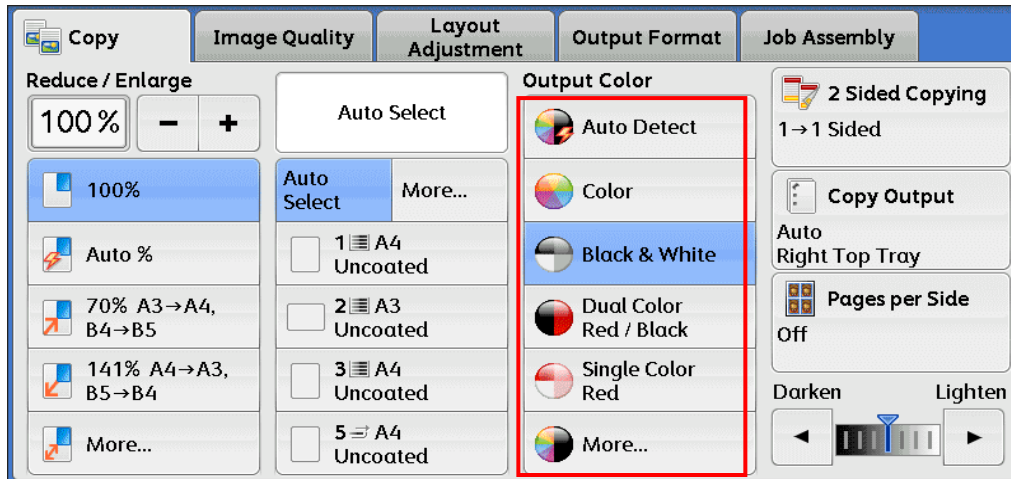 Copy
Image Quality
Layout
Adjustment
Output Format
Job Assembly
Reduce / Enlarge
100%
−
+
100%
Auto %
70% A3→A4,
B4→B5
141% A4→A3,
B5→B4
More...
Auto Select
Auto
Select
More...
1 A4
Uncoated
2 A3
Uncoated
3 A4
Uncoated
5 A4
Uncoated
Output Color
Auto Detect
Color
Black & White
Dual Color
Red / Black
Single Color
Red
More...
2 Sided Copying
1→1 Sided
Copy Output
Auto
Right Top Tray
Pages per Side
Off
Darken Lighten